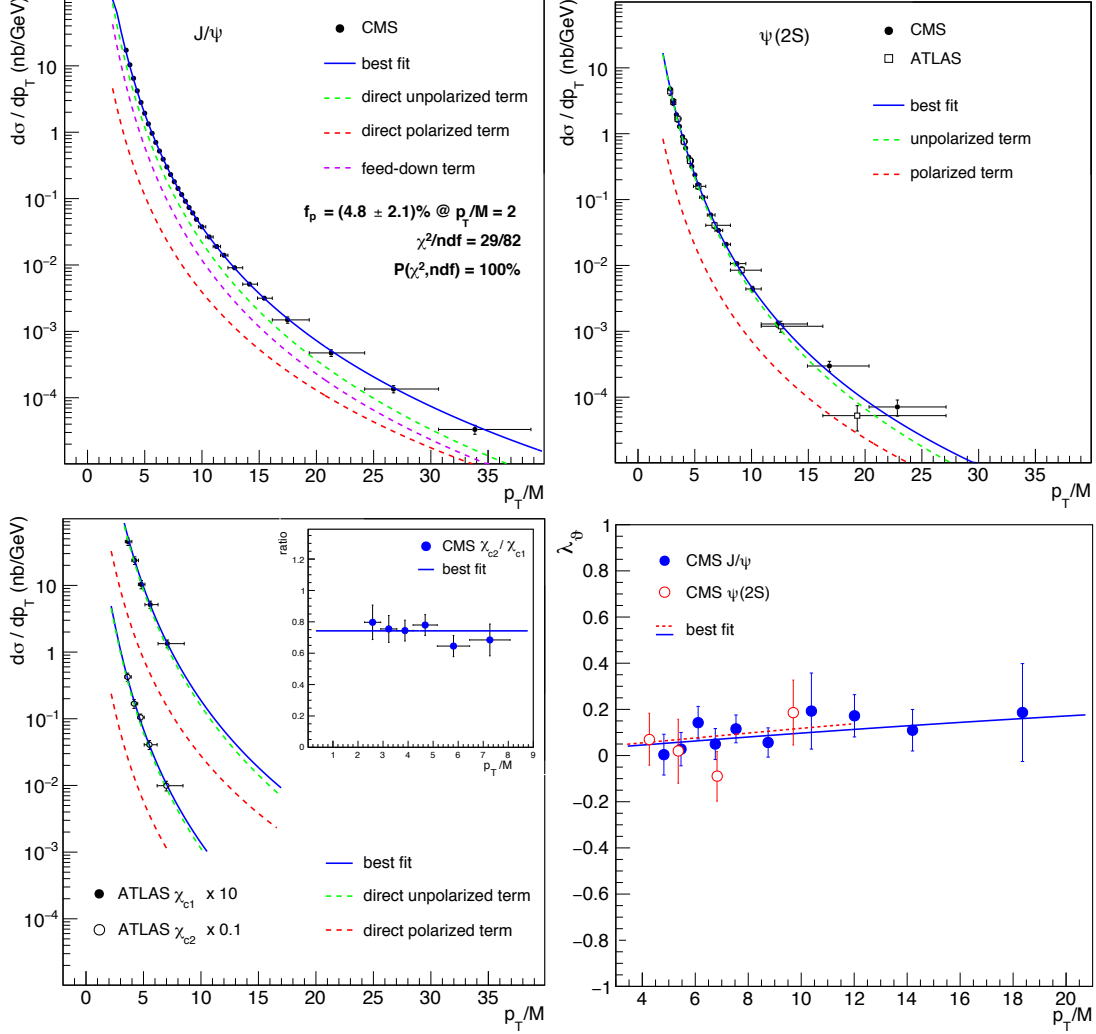 dσ / dp_T (nb/GeV)
J/ψ
CMS
best fit
direct unpolarized term
direct polarized term
feed-down term
f_p = (4.8 ± 2.1)% @ p_T/M = 2
χ²/ndf = 29/82
P(χ²,ndf) = 100%
10
1
10⁻¹
10⁻²
10⁻³
10⁻⁴
0 5 10 15 20 25 30 35
p_T/M
dσ / dp_T (nb/GeV)
ψ(2S)
CMS
ATLAS
best fit
unpolarized term
polarized term
10
1
10⁻¹
10⁻²
10⁻³
10⁻⁴
0 5 10 15 20 25 30 35
p_T/M
dσ / dp_T (nb/GeV)
10
1
10⁻¹
10⁻²
10⁻³
10⁻⁴
ratio
CMS χ_c2 / χ_c1
best fit
1.2
1
0.8
0.6
0.4
0.2
0
1 2 3 4 5 6 7 8 9
p_T/M
best fit
direct unpolarized term
direct polarized term
ATLAS χ_c1 x 10
ATLAS χ_c2 x 0.1
0 5 10 15 20 25 30 35
p_T/M
λ_ϑ
CMS J/ψ
CMS ψ(2S)
best fit
1
0.8
0.6
0.4
0.2
0
−0.2
−0.4
−0.6
−0.8
−1
4 6 8 10 12 14 16 18 20
p_T/M